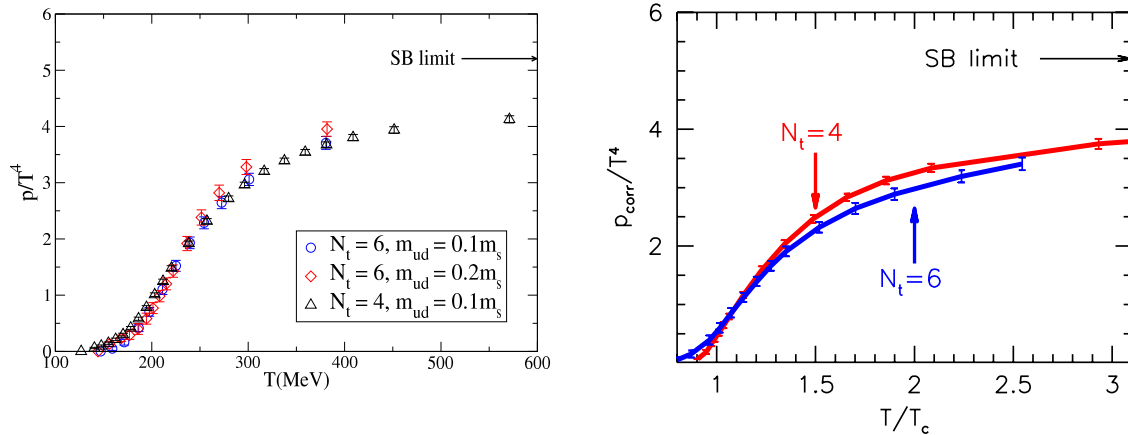 6
5
4
3
2
1
0
100
200
300
400
500
600
p/T⁴
T(MeV)
SB limit
N_t = 6, m_ud = 0.1m_s
N_t = 6, m_ud = 0.2m_s
N_t = 4, m_ud = 0.1m_s
6
4
2
1
1.5
2
2.5
3
p_corr/T⁴
T/T_c
SB limit
N_t=4
N_t=6